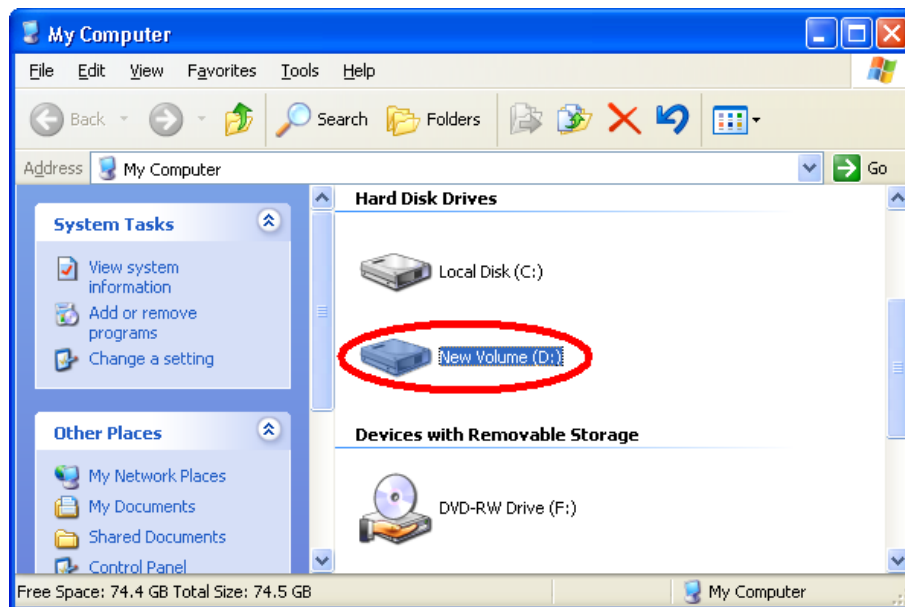 My Computer
File Edit View Favorites Tools Help
Back Search Folders
Address My Computer Go
System Tasks
View system
information
Add or remove
programs
Change a setting
Other Places
My Network Places
My Documents
Shared Documents
Control Panel
Hard Disk Drives
Local Disk (C:)
New Volume (D:)
Devices with Removable Storage
DVD-RW Drive (F:)
Free Space: 74.4 GB Total Size: 74.5 GB My Computer